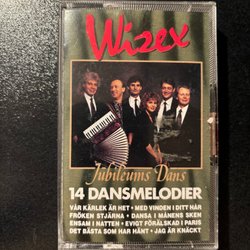 Wizex
Jubileums Dans
14 DANSMELODIER
VÅR KÄRLEK ÄR HET • MED VINDEN I DITT HÅR
FRÖKEN STJÄRNA • DANSA I MÅNENS SKEN
ENSAM I NATTEN • EVIGT FÖRÄLSKAD I PARIS
DET BÄSTA SOM HAR HÄNT • JAG ÄR KNÄCKT